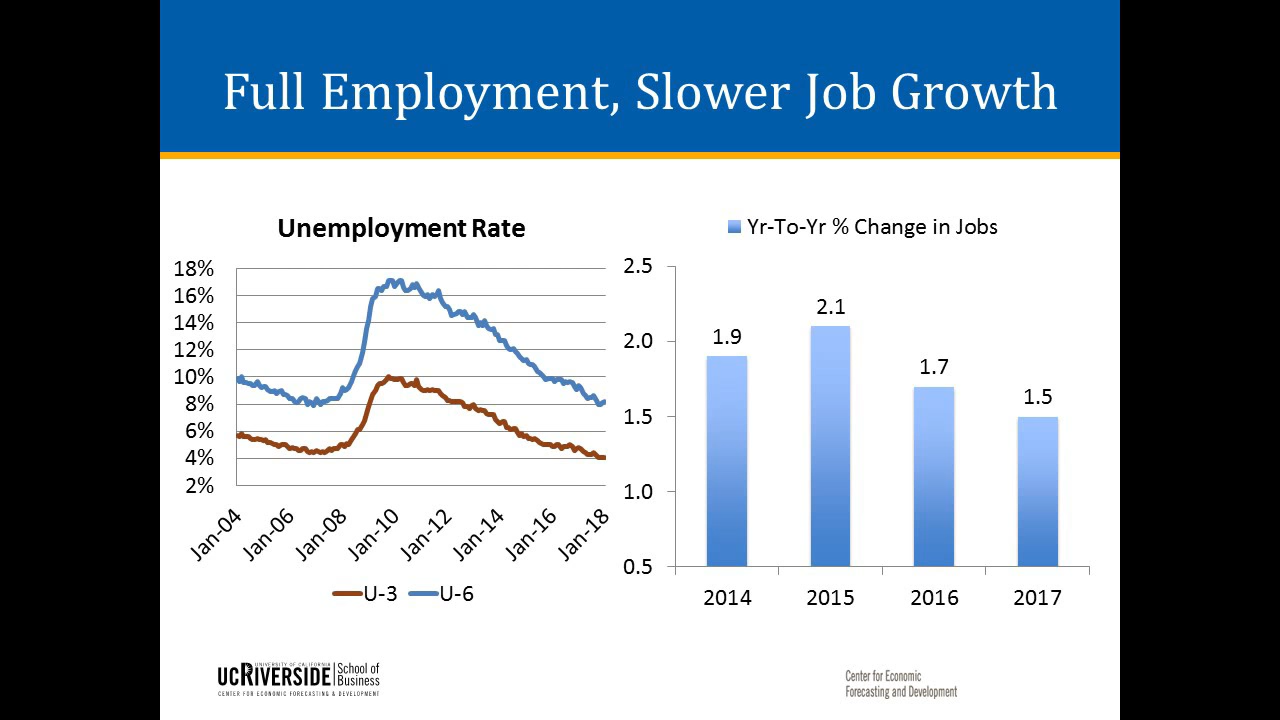 Full Employment, Slower Job Growth
Unemployment Rate
18%
16%
14%
12%
10%
8%
6%
4%
2%
Jan-04
Jan-06
Jan-08
Jan-10
Jan-12
Jan-14
Jan-16
Jan-18
U-3
U-6
Yr-To-Yr % Change in Jobs
2.5
2.0
1.5
1.0
0.5
1.9
2.1
1.7
1.5
2014
2015
2016
2017
UNIVERSITY OF CALIFORNIA
UCRIVERSIDE
School of
Business
CENTER FOR ECONOMIC FORECASTING & DEVELOPMENT
Center for Economic
Forecasting and Development